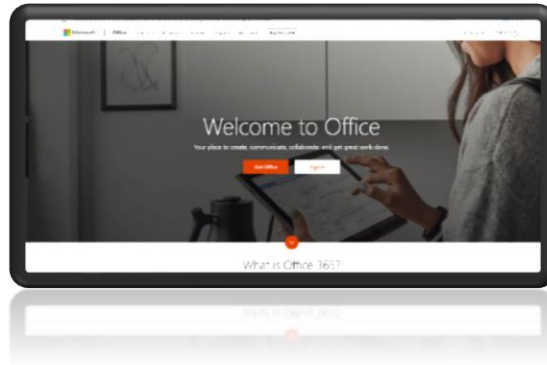 Microsoft Office
Welcome to Office
Your place to create, communicate, collaborate, and get great work done.
Get Office
Sign in
What is Office 365?